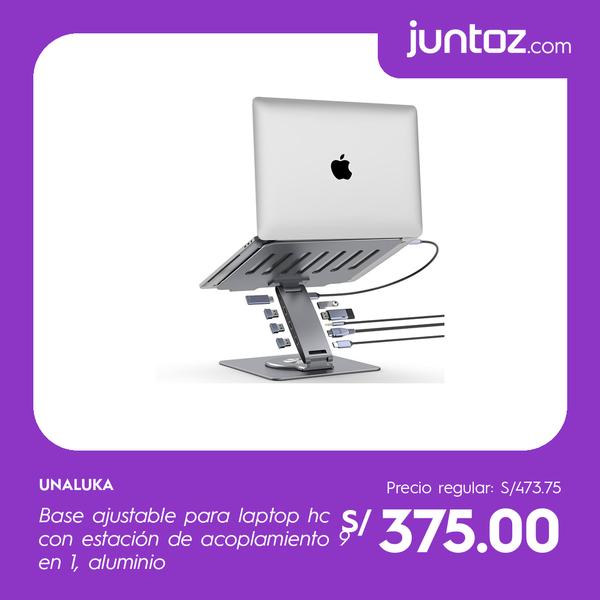 juntoz.com
UNALUKA
Precio regular: S/473.75
Base ajustable para laptop hc
con estación de acoplamiento 9
en 1, aluminio
S/ 375.00